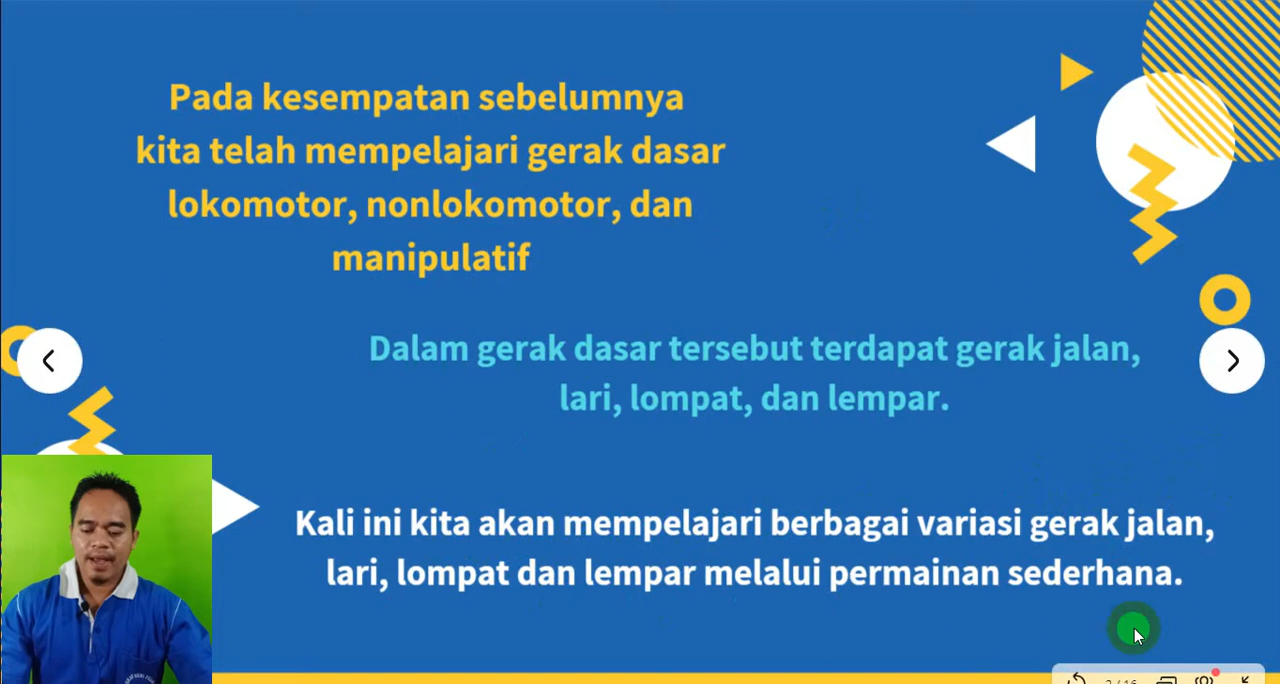 Pada kesempatan sebelumnya
kita telah mempelajari gerak dasar
lokomotor, nonlokomotor, dan
manipulatif
Dalam gerak dasar tersebut terdapat gerak jalan,
lari, lompat, dan lempar.
Kali ini kita akan mempelajari berbagai variasi gerak jalan,
lari, lompat dan lempar melalui permainan sederhana.